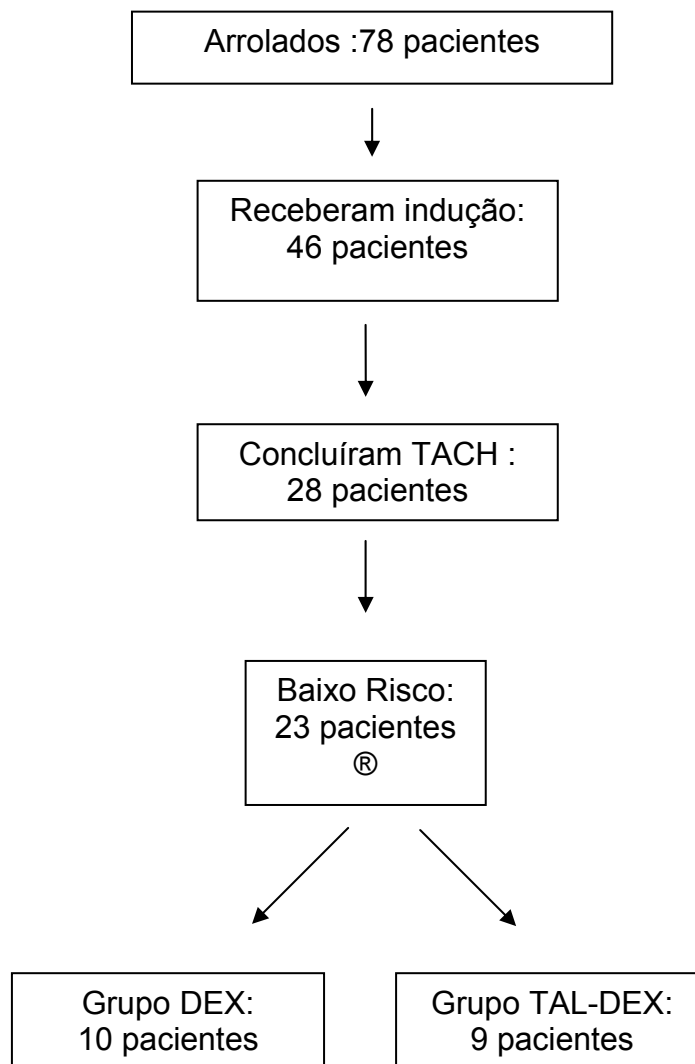 Arrolados :78 pacientes
Receberam indução:
46 pacientes
Concluíram TACH :
28 pacientes
Baixo Risco:
23 pacientes
®
Grupo DEX:
10 pacientes
Grupo TAL-DEX:
9 pacientes